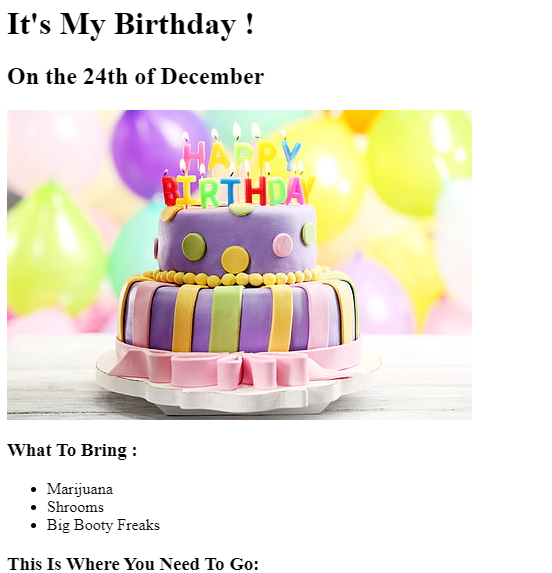 It's My Birthday !
On the 24th of December
HAPPY
BIRTHDAY
What To Bring :
Marijuana
Shrooms
Big Booty Freaks
This Is Where You Need To Go: